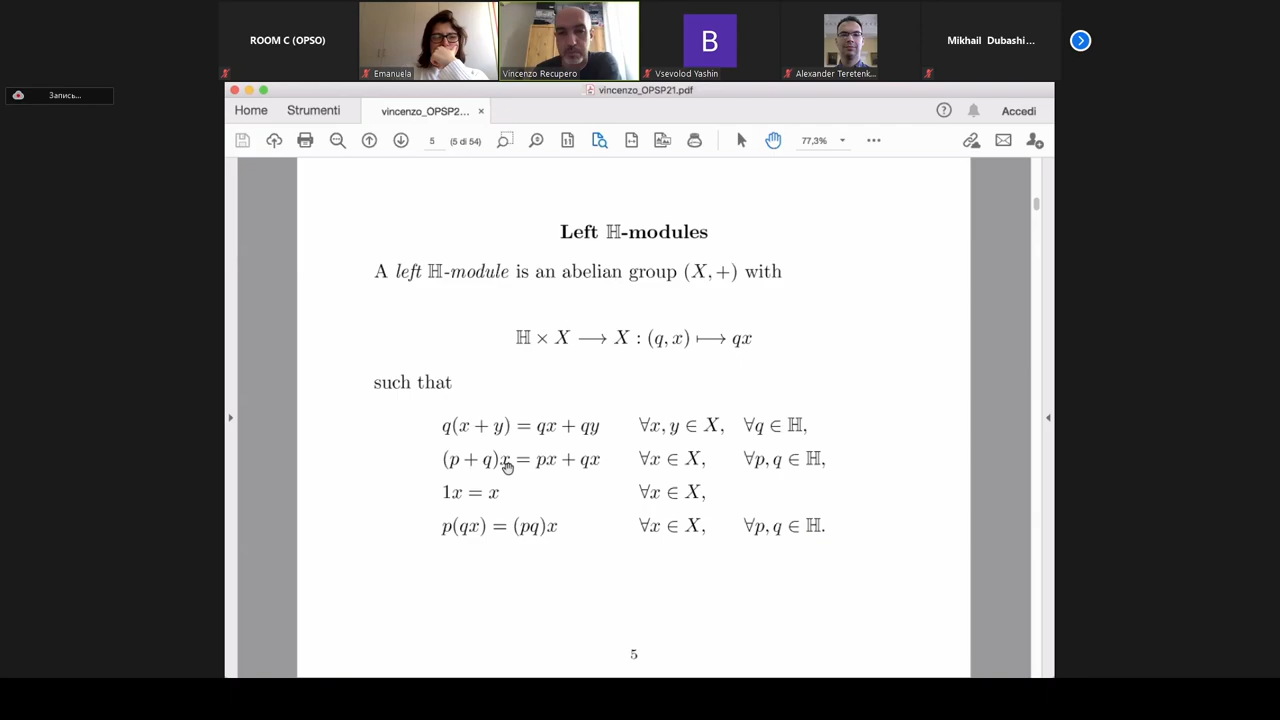 ROOM C (OPSO)
Emanuela
Vincenzo Recupero
B
Vsevolod Yashin
Alexander Teretenk...
Mikhail Dubashi...
Запись...
vincenzo_OPSP21.pdf
Home
Strumenti
vincenzo_OPSP2... ×
Accedi
5
(5 di 54)
77,3%
Left ℍ-modules
A left ℍ-module is an abelian group (X, +) with
ℍ × X ⟶ X : (q, x) ⟼ qx
such that
q(x + y) = qx + qy ∀x, y ∈ X, ∀q ∈ ℍ,
(p + q)x = px + qx ∀x ∈ X, ∀p, q ∈ ℍ,
1x = x ∀x ∈ X,
p(qx) = (pq)x ∀x ∈ X, ∀p, q ∈ ℍ.
5